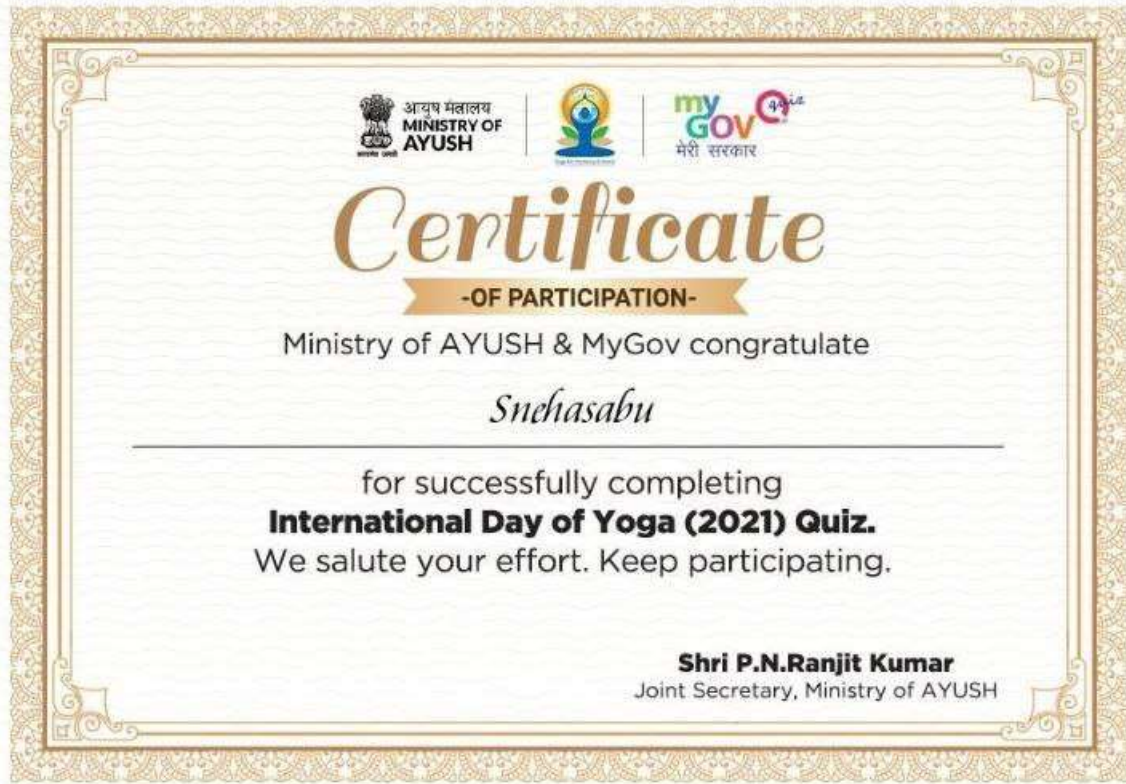 आयुष मंत्रालय
MINISTRY OF
AYUSH
my
GOV
quiz
मेरी सरकार
Certificate
-OF PARTICIPATION-
Ministry of AYUSH & MyGov congratulate
Snehasabu
for successfully completing
International Day of Yoga (2021) Quiz.
We salute your effort. Keep participating.
Shri P.N.Ranjit Kumar
Joint Secretary, Ministry of AYUSH